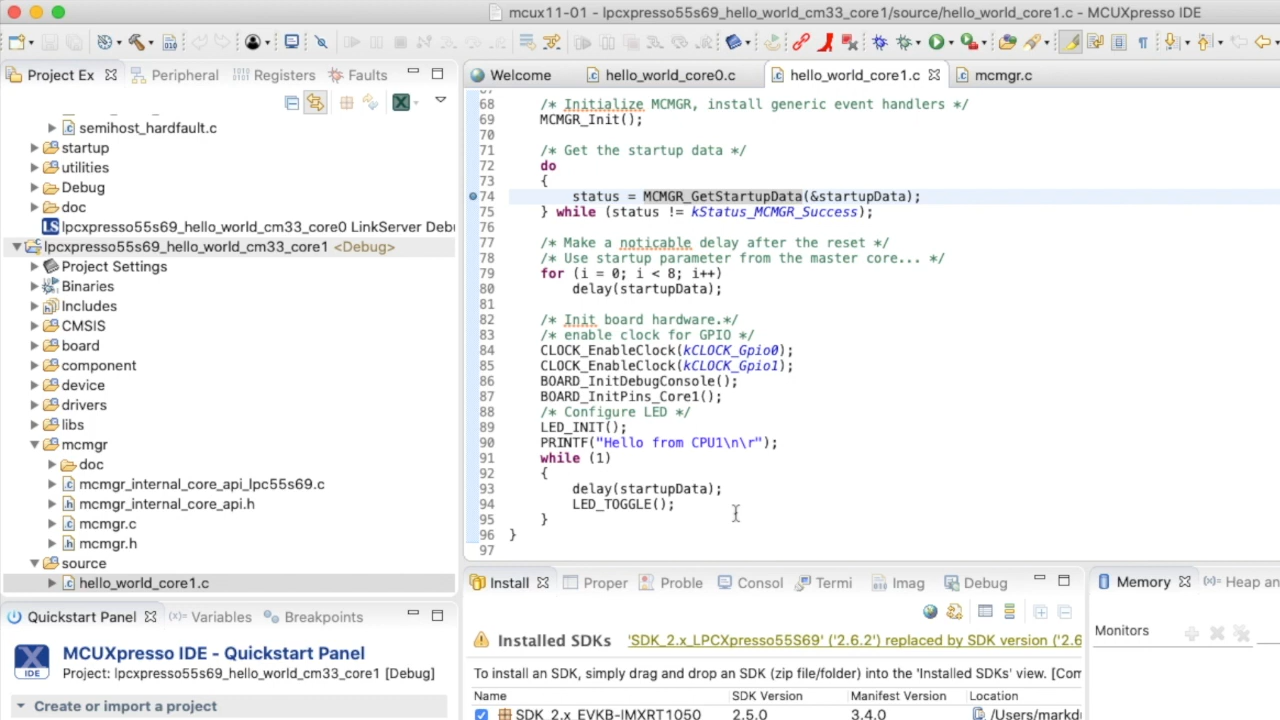 mcux11-01 - lpcxpresso55s69_hello_world_cm33_core1/source/hello_world_core1.c - MCUXpresso IDE
Project Ex
Peripheral
Registers
Faults
semihost_hardfault.c
startup
utilities
Debug
doc
LS lpcxpresso55s69_hello_world_cm33_core0 LinkServer Debu
lpcxpresso55s69_hello_world_cm33_core1 <Debug>
Project Settings
Binaries
Includes
CMSIS
board
component
device
drivers
libs
mcmgr
doc
mcmgr_internal_core_api_lpc55s69.c
mcmgr_internal_core_api.h
mcmgr.c
mcmgr.h
source
hello_world_core1.c
Quickstart Panel
(x)= Variables
Breakpoints
IDE
MCUXpresso IDE - Quickstart Panel
Project: lpcxpresso55s69_hello_world_cm33_core1 [Debug]
Create or import a project
Welcome
hello_world_core0.c
hello_world_core1.c
mcmgr.c
68 /* Initialize MCMGR, install generic event handlers */
69 MCMGR_Init();
70
71 /* Get the startup data */
72 do
73 {
74 status = MCMGR_GetStartupData(&startupData);
75 } while (status != kStatus_MCMGR_Success);
76
77 /* Make a noticable delay after the reset */
78 /* Use startup parameter from the master core... */
79 for (i = 0; i < 8; i++)
80 delay(startupData);
81
82 /* Init board hardware.*/
83 /* enable clock for GPIO */
84 CLOCK_EnableClock(kCLOCK_Gpio0);
85 CLOCK_EnableClock(kCLOCK_Gpio1);
86 BOARD_InitDebugConsole();
87 BOARD_InitPins_Core1();
88 /* Configure LED */
89 LED_INIT();
90 PRINTF("Hello from CPU1\n\r");
91 while (1)
92 {
93 delay(startupData);
94 LED_TOGGLE();
95 }
96 }
97
Install
Proper
Proble
Consol
Termi
Imag
Debug
Installed SDKs 'SDK_2.x_LPCXpresso55S69' ('2.6.2') replaced by SDK version ('2.6
To install an SDK, simply drag and drop an SDK (zip file/folder) into the 'Installed SDKs' view. [Com
Name SDK Version Manifest Version Location
SDK_2.x_EVKB-IMXRT1050 2.5.0 3.4.0 /Users/markd
Memory
(x)= Heap an
Monitors